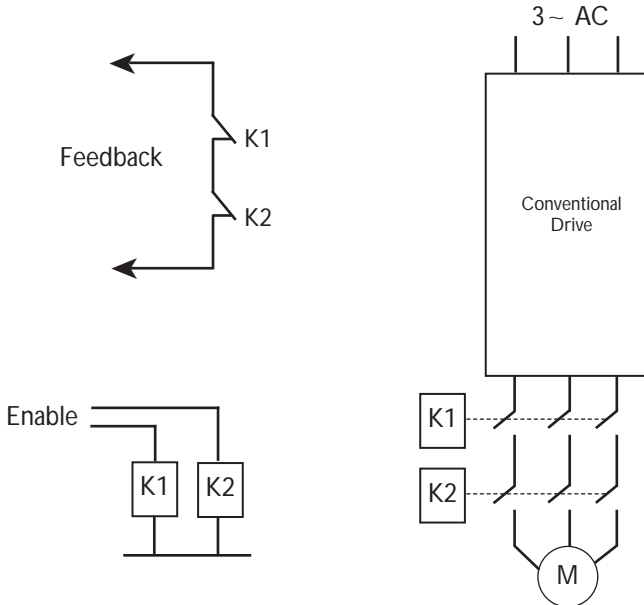 3~ AC
K1
Feedback
K2
Conventional
Drive
Enable
K1
K2
K1
K2
M